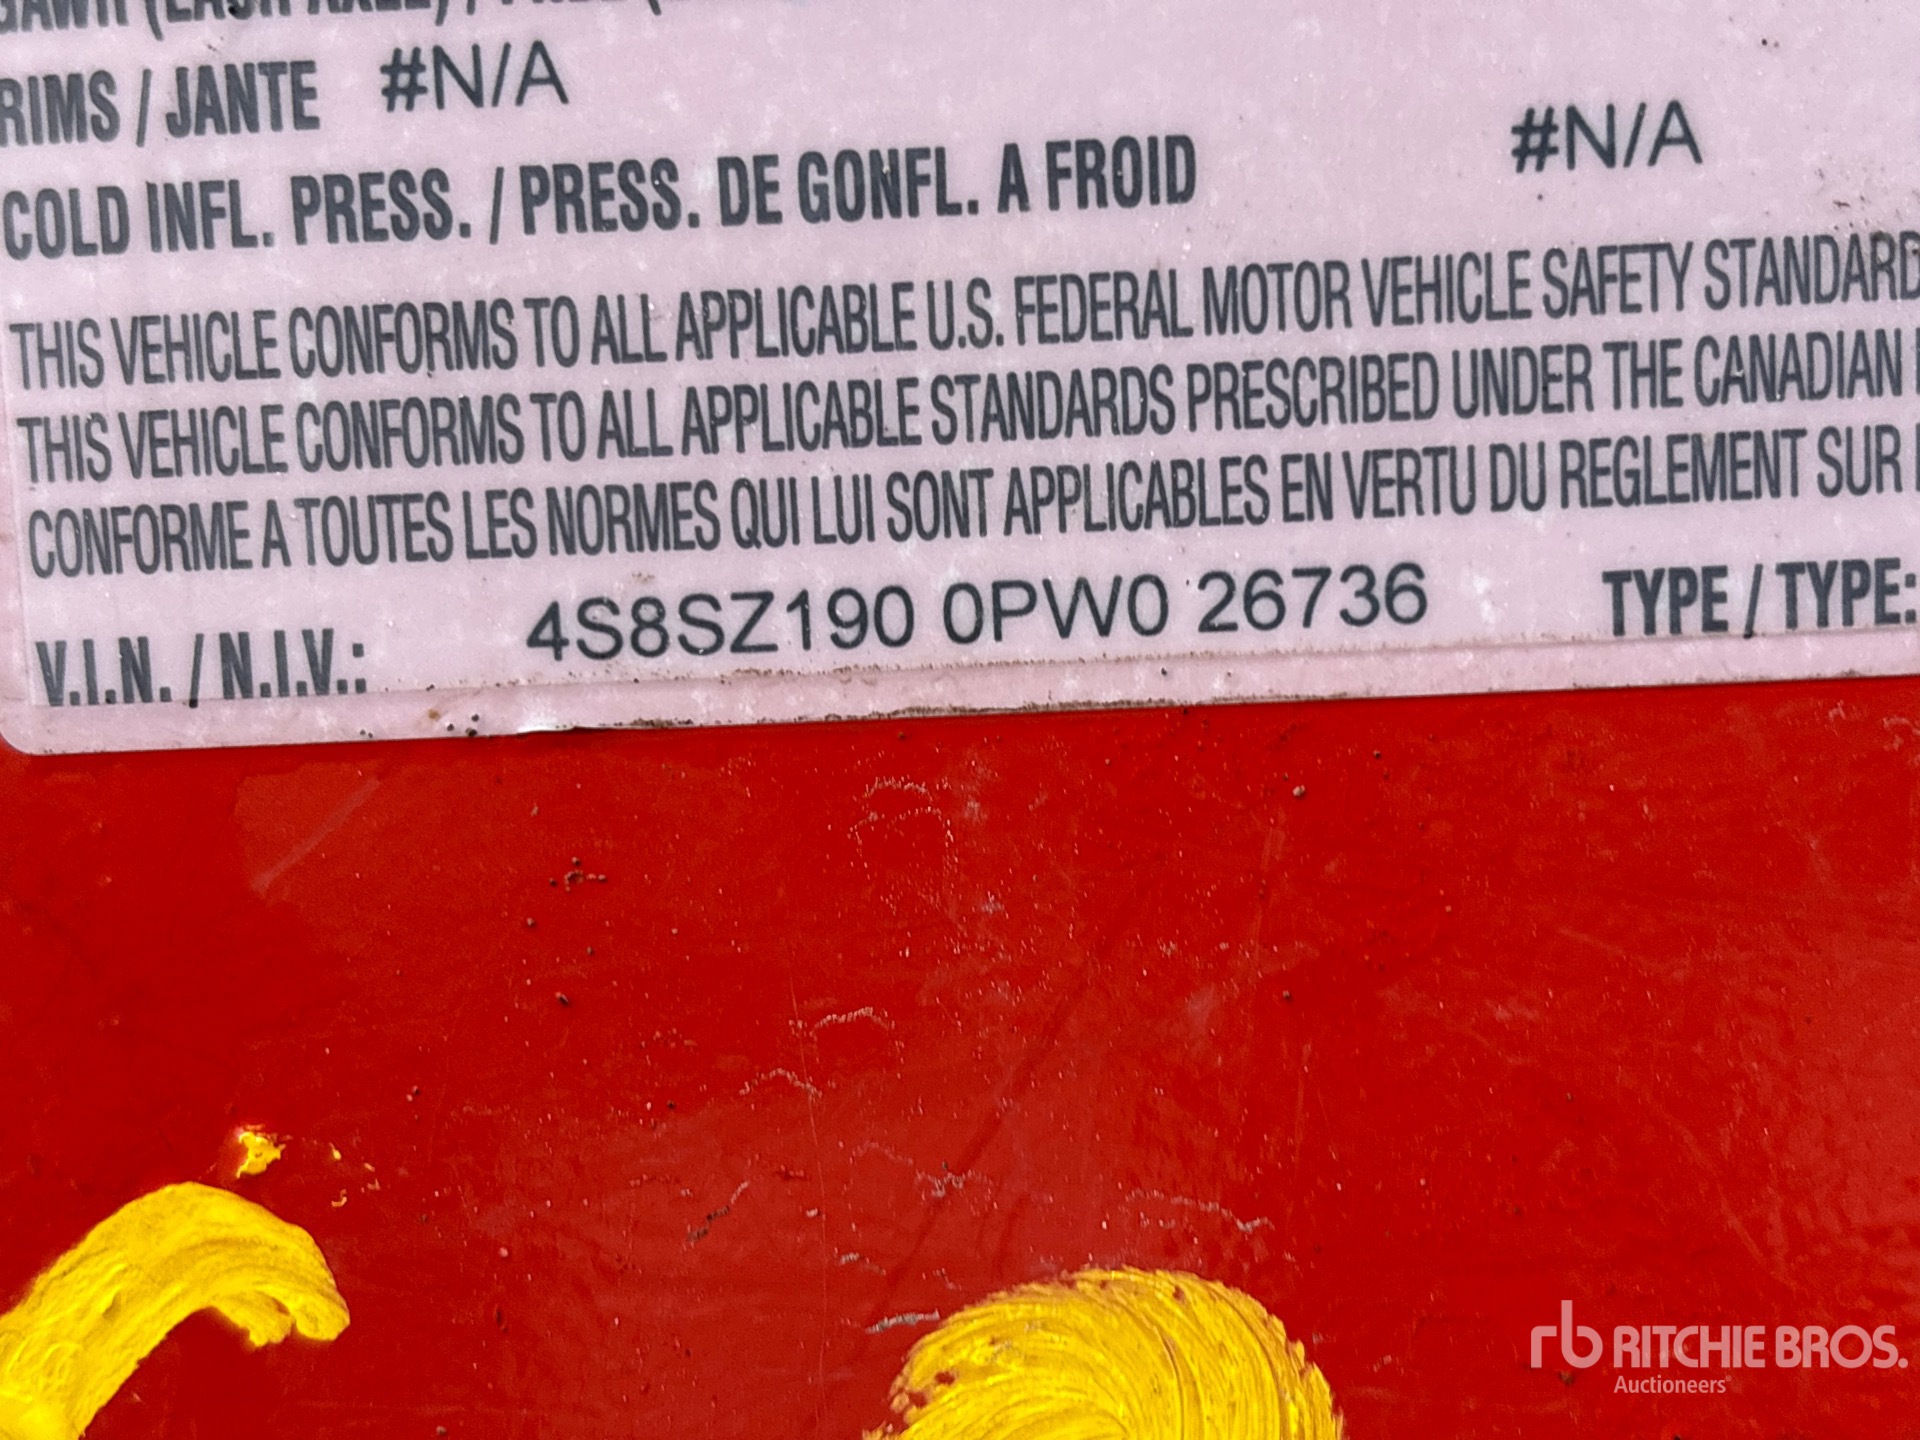 RIMS / JANTE #N/A
COLD INFL. PRESS. / PRESS. DE GONFL. A FROID #N/A
THIS VEHICLE CONFORMS TO ALL APPLICABLE U.S. FEDERAL MOTOR VEHICLE SAFETY STANDARD
THIS VEHICLE CONFORMS TO ALL APPLICABLE STANDARDS PRESCRIBED UNDER THE CANADIAN
CONFORME A TOUTES LES NORMES QUI LUI SONT APPLICABLES EN VERTU DU REGLEMENT SUR
V.I.N. / N.I.V.: 4S8SZ190 0PW0 26736 TYPE / TYPE:
rb RITCHIE BROS.
Auctioneers